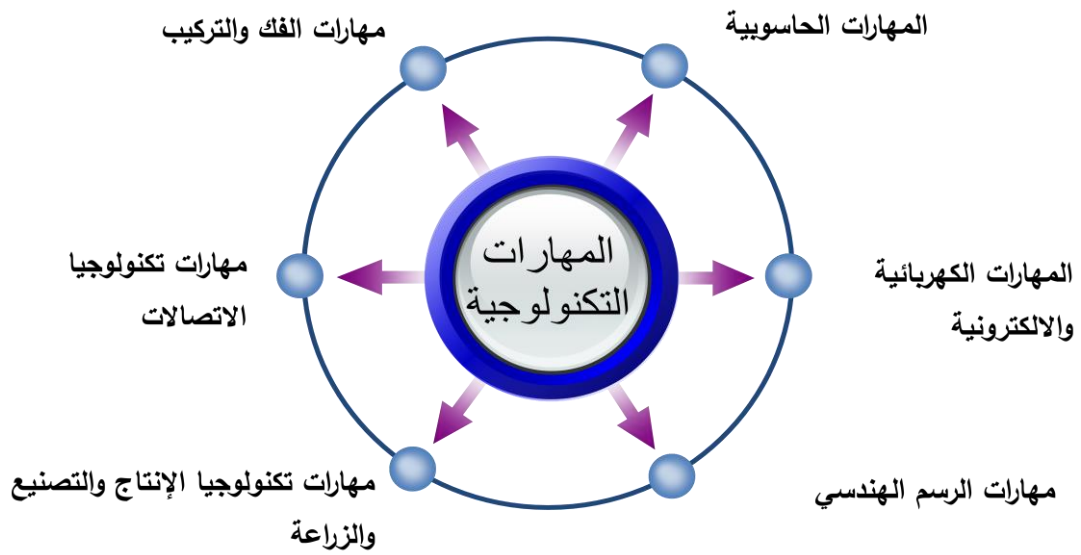 المهارات الحاسوبية
مهارات الفك والتركيب
المهارات
التكنولوجية
المهارات الكهربائية
والالكترونية
مهارات تكنولوجيا
الاتصالات
مهارات الرسم الهندسي
مهارات تكنولوجيا الإنتاج والتصنيع
والزراعة